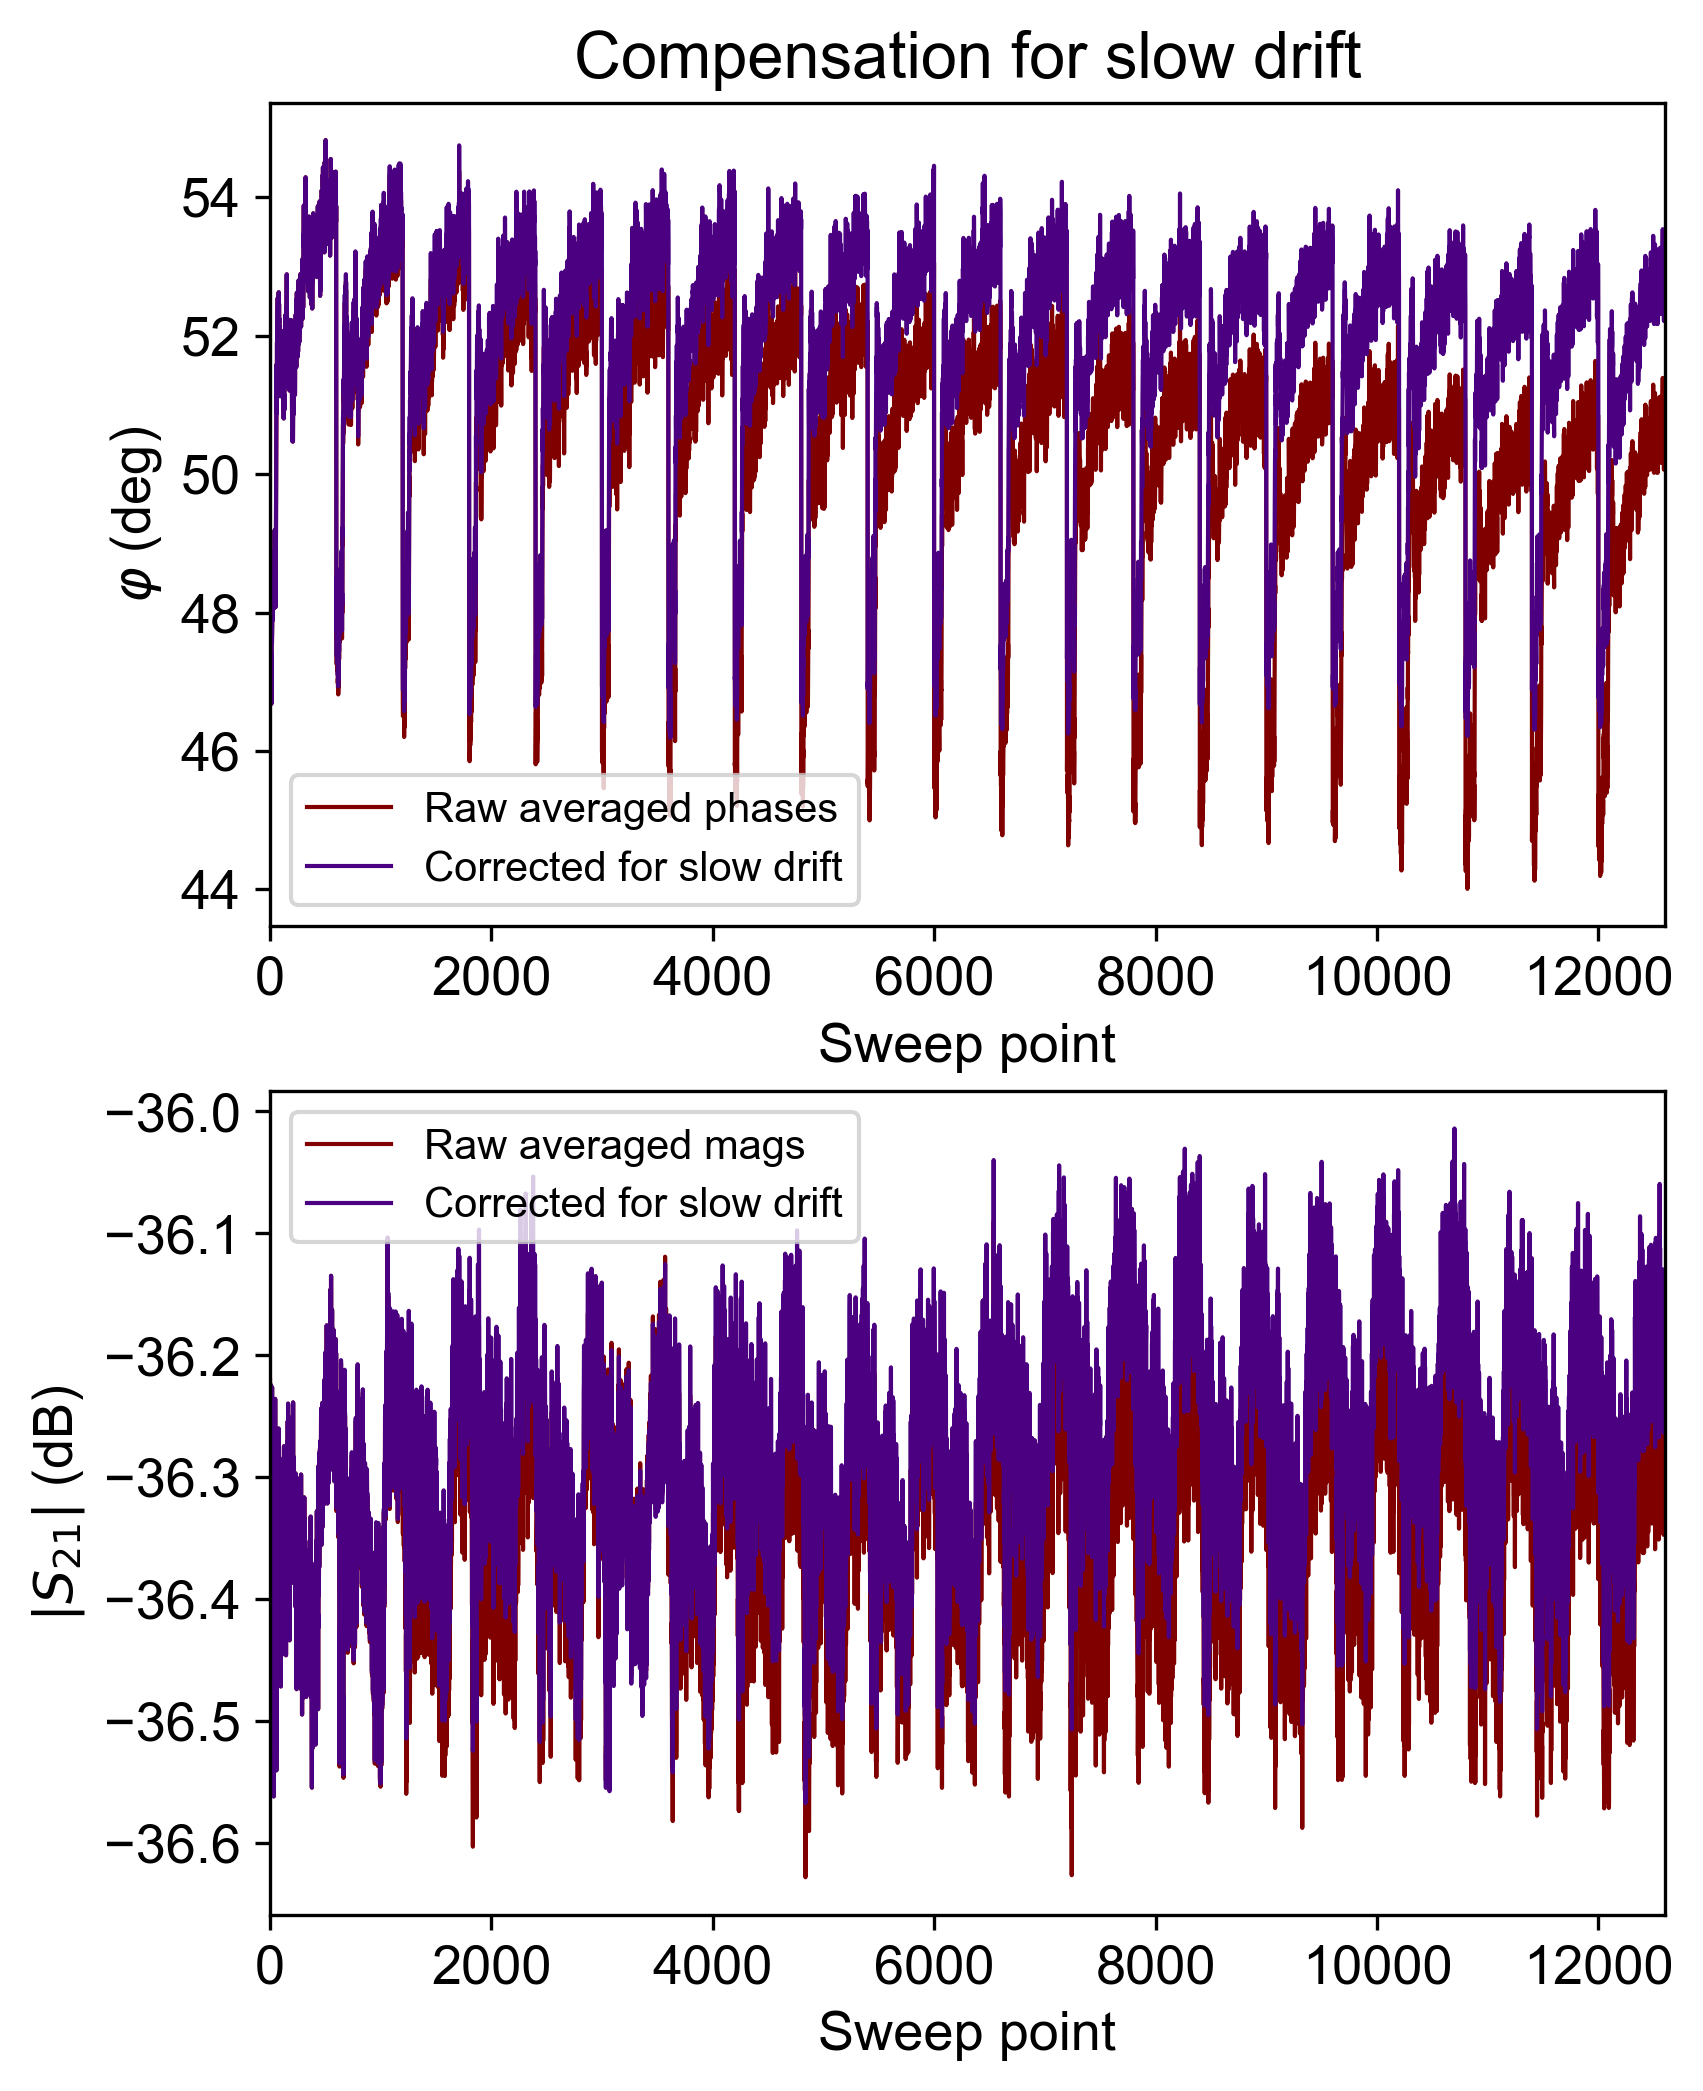 Compensation for slow drift
54
52
50
48
46
44
φ (deg)
Raw averaged phases
Corrected for slow drift
0 2000 4000 6000 8000 10000 12000
Sweep point
−36.0
−36.1
−36.2
−36.3
−36.4
−36.5
−36.6
|S₂₁| (dB)
Raw averaged mags
Corrected for slow drift
0 2000 4000 6000 8000 10000 12000
Sweep point